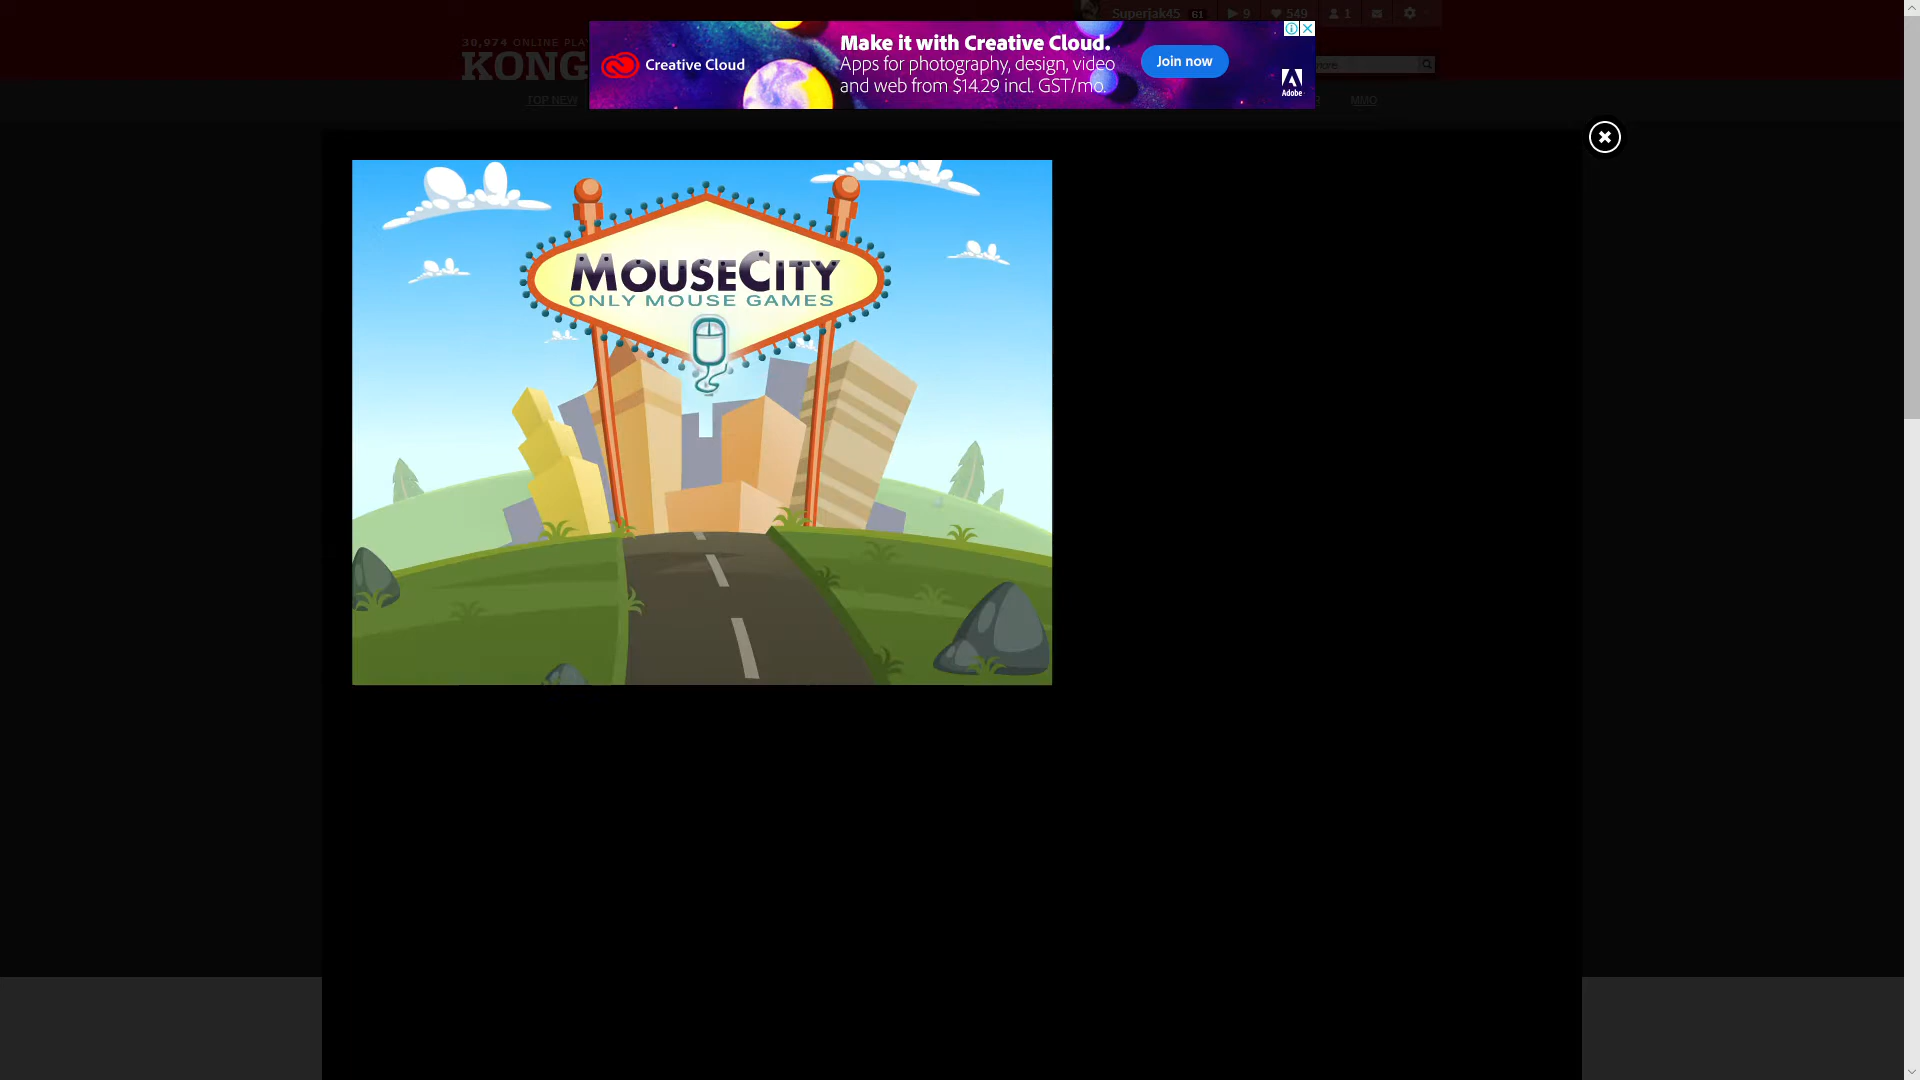 Superjak45 61 9 549 1
30,974 ONLINE PLA
KONG
Creative Cloud
Make it with Creative Cloud.
Apps for photography, design, video
and web from $14.29 incl. GST/mo.
Join now
Adobe
TOP NEW
MMO
MOUSECITY
ONLY MOUSE GAMES